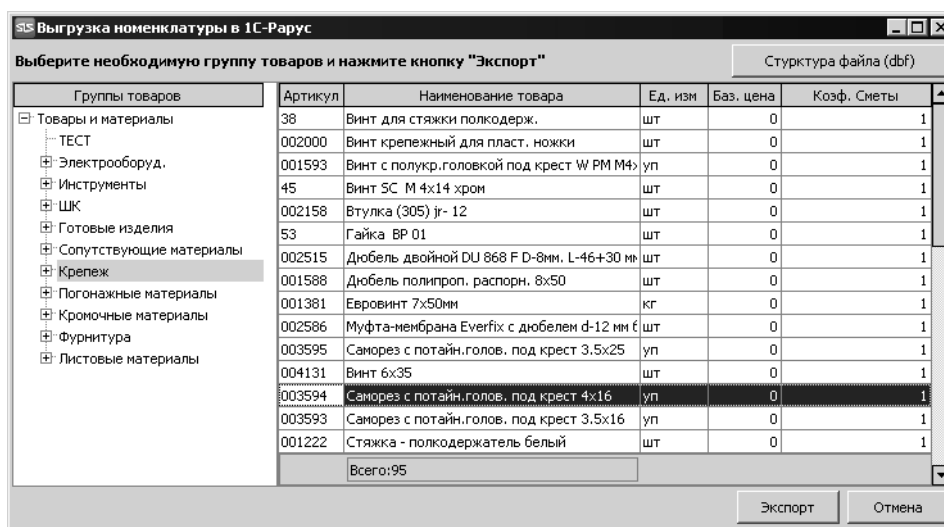 SLS Выгрузка номенклатуры в 1С-Рарус
Выберите необходимую группу товаров и нажмите кнопку "Экспорт" Стурктура файла (dbf)
Группы товаров
Товары и материалы
ТЕСТ
Электрооборуд.
Инструменты
ШК
Готовые изделия
Сопутствующие материалы
Крепеж
Погонажные материалы
Кромочные материалы
Фурнитура
Листовые материалы
Артикул Наименование товара Ед. изм Баз. цена Коэф. Сметы
38 Винт для стяжки полкодерж. шт 0 1
002000 Винт крепежный для пласт. ножки шт 0 1
001593 Винт с полукр.головкой под крест W PM M4 уп 0 1
45 Винт SC M 4x14 хром шт 0 1
002158 Втулка (305) jr- 12 шт 0 1
53 Гайка BP 01 шт 0 1
002515 Дюбель двойной DU 868 F D-8мм. L-46+30 шт 0 1
001588 Дюбель полипроп. распорн. 8x50 шт 0 1
001381 Евровинт 7x50мм кг 0 1
002586 Муфта-мембрана Everfix с дюбелем d-12 мм шт 0 1
003595 Саморез с потайн.голов. под крест 3.5x25 уп 0 1
004131 Винт 6x35 шт 0 1
003594 Саморез с потайн.голов. под крест 4x16 уп 0 1
003593 Саморез с потайн.голов. под крест 3.5x16 уп 0 1
001222 Стяжка - полкодержатель белый шт 0 1
Всего:95
Экспорт Отмена